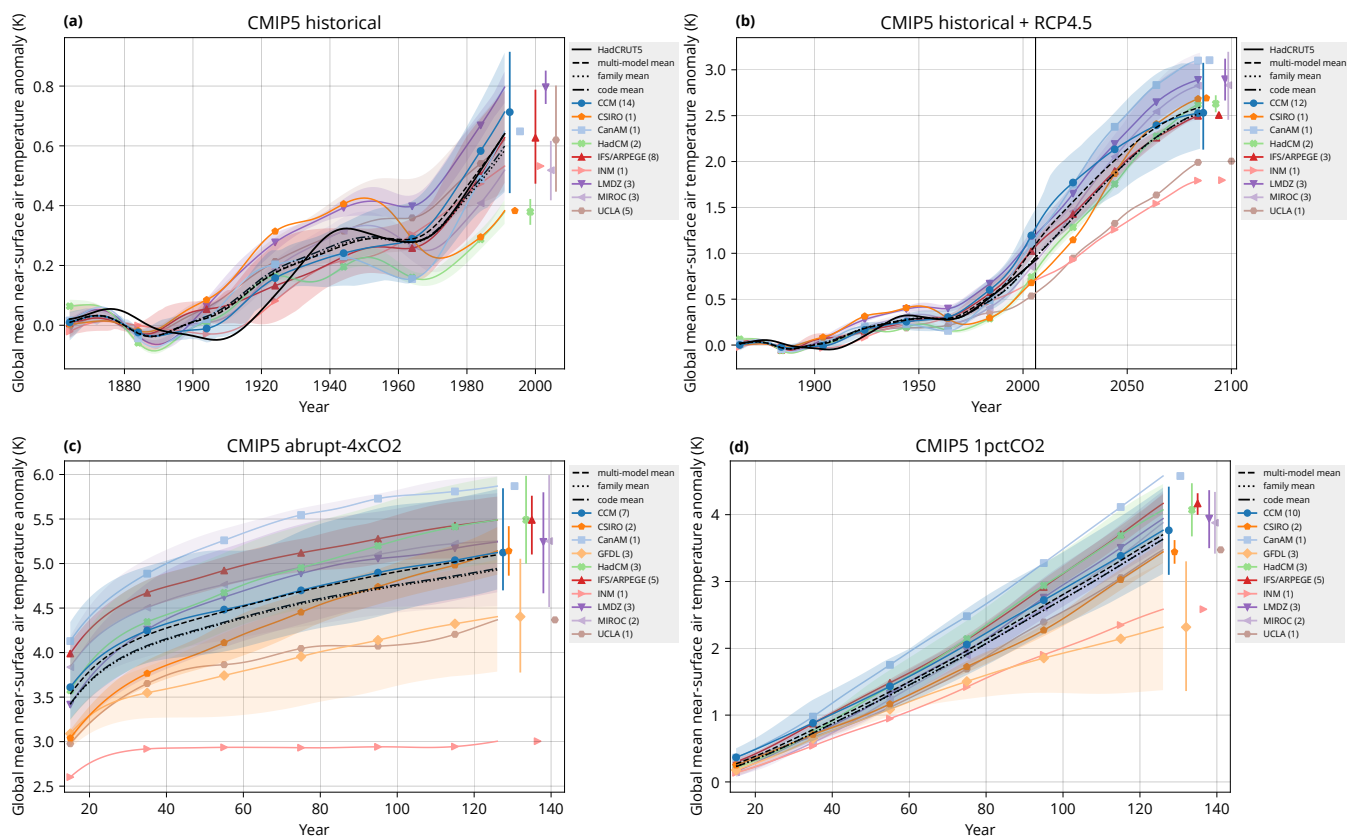 (a) CMIP5 historical
Global mean near-surface air temperature anomaly (K)
0.8
0.6
0.4
0.2
0.0
1880 1900 1920 1940 1960 1980 2000
Year
HadCRUT5
multi-model mean
family mean
code mean
CCM (14)
CSIRO (1)
CanAM (1)
HadCM (2)
IFS/ARPEGE (8)
INM (1)
LMDZ (3)
MIROC (3)
UCLA (5)
(b) CMIP5 historical + RCP4.5
Global mean near-surface air temperature anomaly (K)
3.0
2.5
2.0
1.5
1.0
0.5
0.0
1900 1950 2000 2050 2100
Year
HadCRUT5
multi-model mean
family mean
code mean
CCM (12)
CSIRO (1)
CanAM (1)
HadCM (2)
IFS/ARPEGE (3)
INM (1)
LMDZ (3)
MIROC (3)
UCLA (1)
(c) CMIP5 abrupt-4xCO2
Global mean near-surface air temperature anomaly (K)
6.0
5.5
5.0
4.5
4.0
3.5
3.0
2.5
20 40 60 80 100 120 140
Year
multi-model mean
family mean
code mean
CCM (7)
CSIRO (2)
CanAM (1)
GFDL (3)
HadCM (3)
IFS/ARPEGE (5)
INM (1)
LMDZ (3)
MIROC (2)
UCLA (1)
(d) CMIP5 1pctCO2
Global mean near-surface air temperature anomaly (K)
4
3
2
1
0
20 40 60 80 100 120 140
Year
multi-model mean
family mean
code mean
CCM (10)
CSIRO (2)
CanAM (1)
GFDL (3)
HadCM (3)
IFS/ARPEGE (5)
INM (1)
LMDZ (3)
MIROC (2)
UCLA (1)